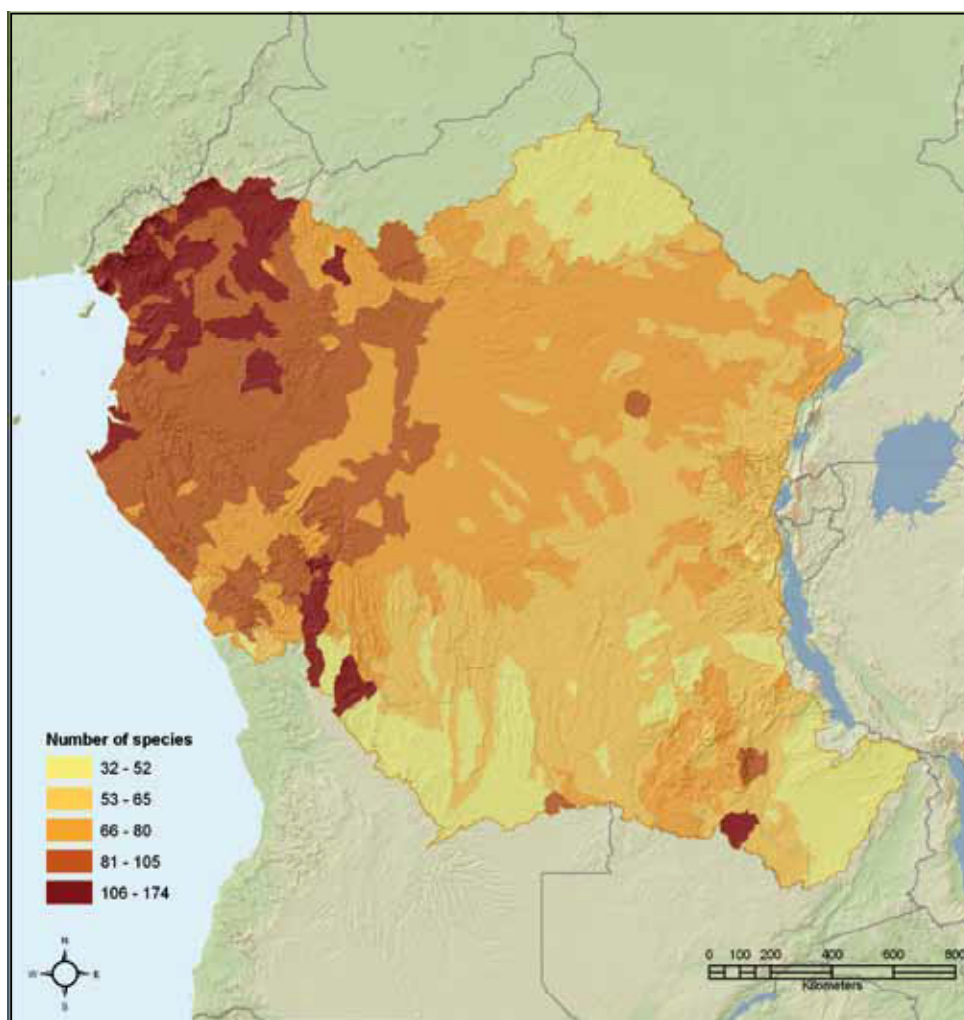 Number of species
32 - 52
53 - 65
66 - 80
81 - 105
106 - 174
N
W E
S
0 100 200 400 600 800
Kilometers